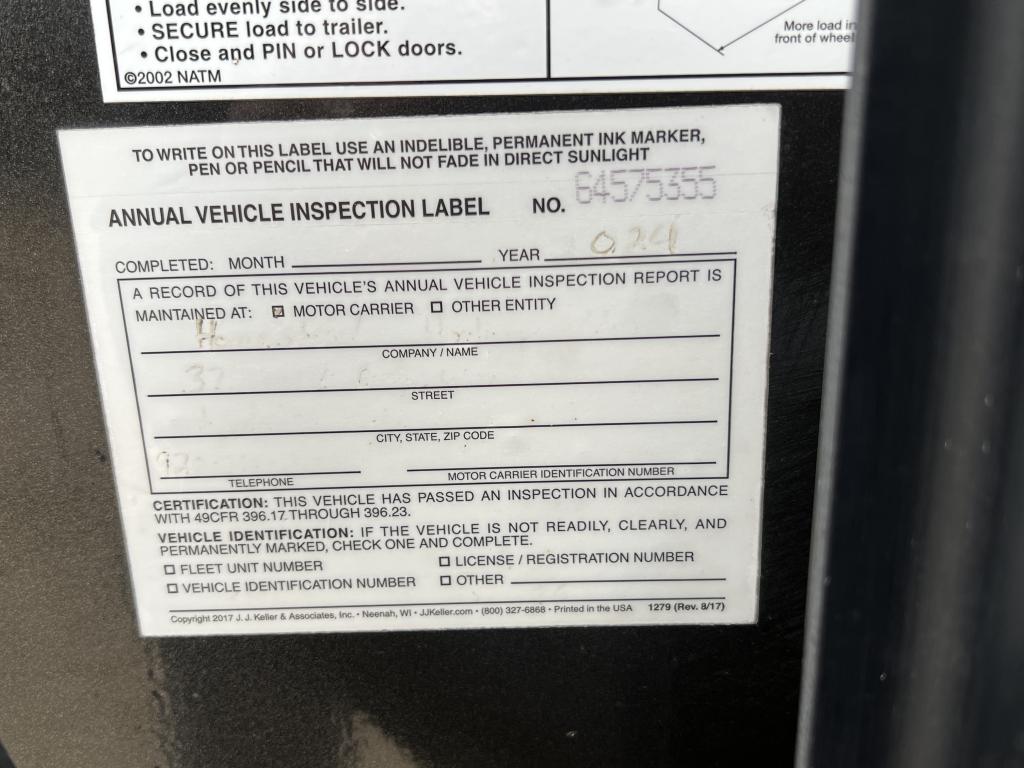 • Load evenly side to side.
• SECURE load to trailer.
• Close and PIN or LOCK doors.
©2002 NATM
More load in
front of wheel
TO WRITE ON THIS LABEL USE AN INDELIBLE, PERMANENT INK MARKER,
PEN OR PENCIL THAT WILL NOT FADE IN DIRECT SUNLIGHT
ANNUAL VEHICLE INSPECTION LABEL NO. 64575355
COMPLETED: MONTH YEAR
A RECORD OF THIS VEHICLE'S ANNUAL VEHICLE INSPECTION REPORT IS
MAINTAINED AT: ☒ MOTOR CARRIER ☐ OTHER ENTITY
COMPANY / NAME
37
STREET
CITY, STATE, ZIP CODE
TELEPHONE MOTOR CARRIER IDENTIFICATION NUMBER
CERTIFICATION: THIS VEHICLE HAS PASSED AN INSPECTION IN ACCORDANCE
WITH 49CFR 396.17 THROUGH 396.23.
VEHICLE IDENTIFICATION: IF THE VEHICLE IS NOT READILY, CLEARLY, AND
PERMANENTLY MARKED, CHECK ONE AND COMPLETE.
☐ FLEET UNIT NUMBER ☐ LICENSE / REGISTRATION NUMBER
☐ VEHICLE IDENTIFICATION NUMBER ☐ OTHER
Copyright 2017 J. J. Keller & Associates, Inc. • Neenah, WI • JJKeller.com • (800) 327-6868 • Printed in the USA 1279 (Rev. 8/17)